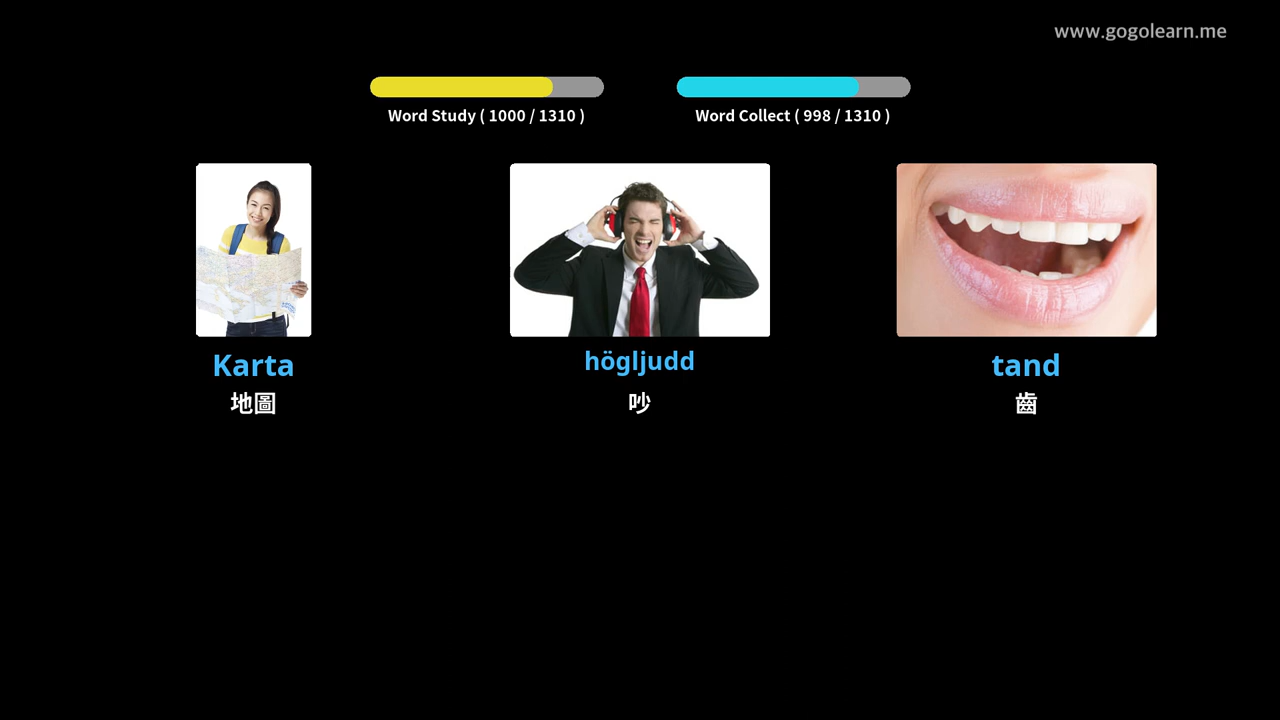 www.gogolearn.me
Word Study ( 1000 / 1310 )
Word Collect ( 998 / 1310 )
Karta
地圖
högljudd
吵
tand
齒